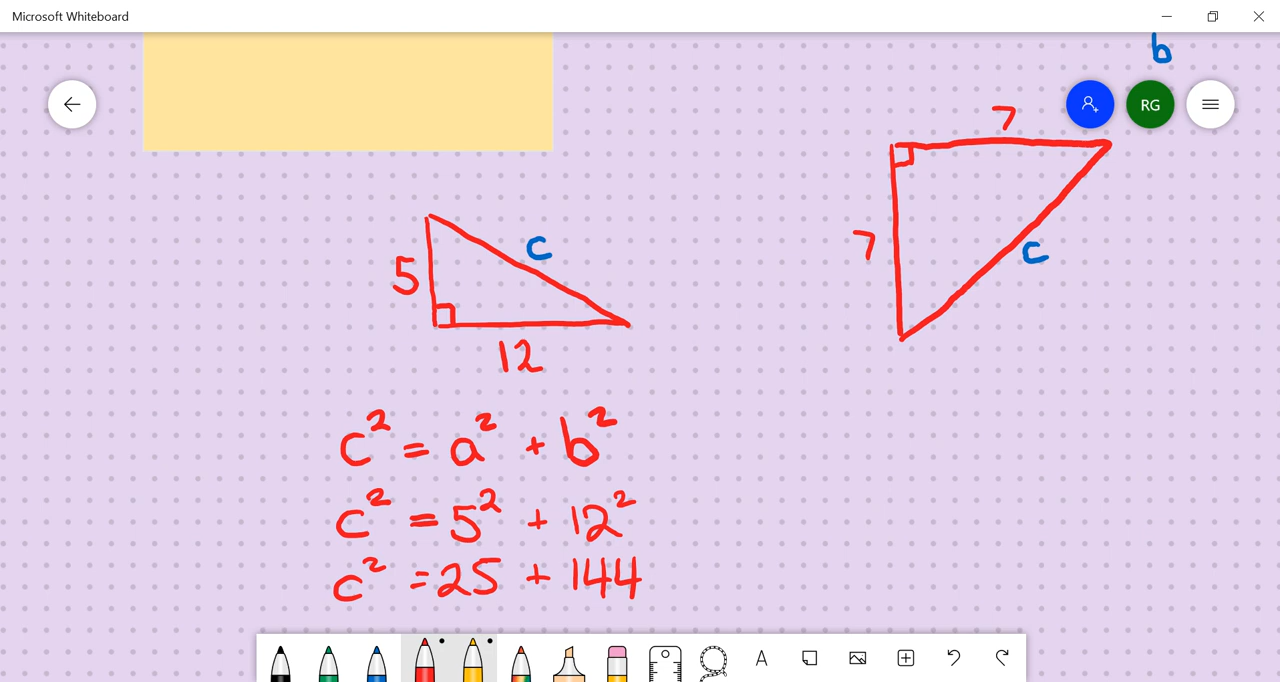 Microsoft Whiteboard
b
RG
7
7
c
5
c
12
c² = a² + b²
c² = 5² + 12²
c² = 25 + 144
A